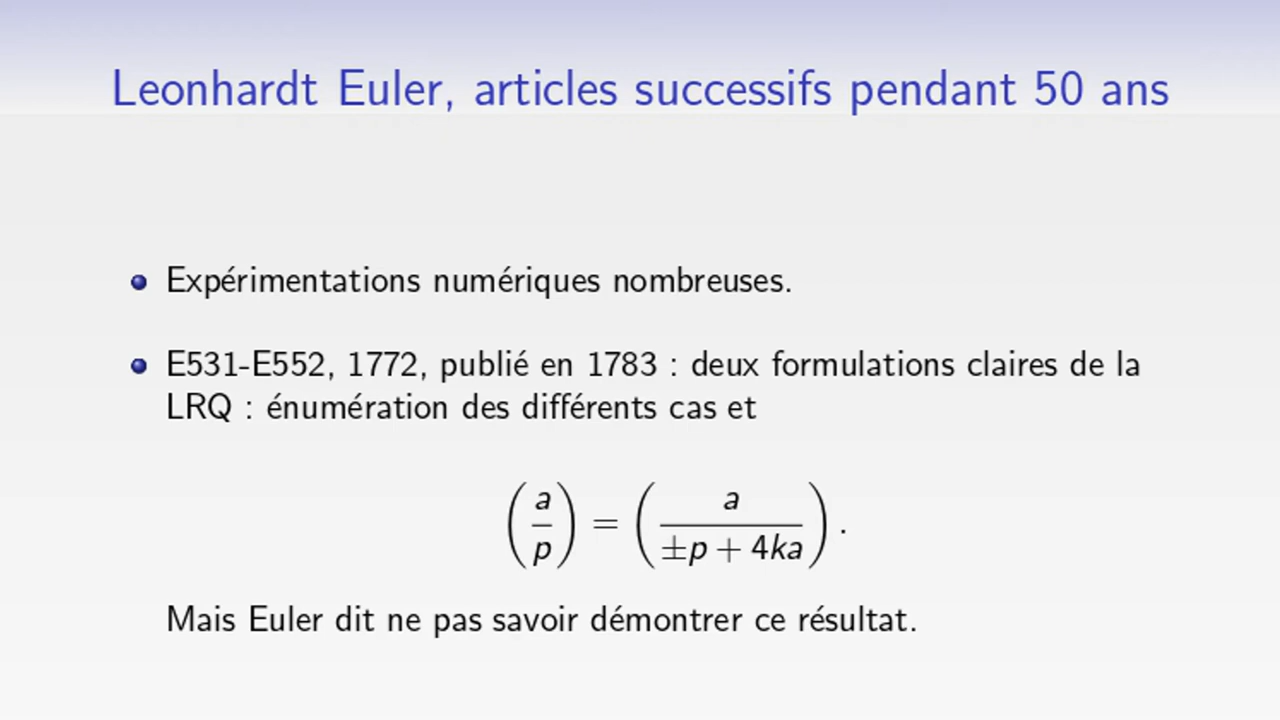 Leonhardt Euler, articles successifs pendant 50 ans
Expérimentations numériques nombreuses.
E531-E552, 1772, publié en 1783 : deux formulations claires de la
LRQ : énumération des différents cas et
(a/p) = (a/(±p + 4ka)).
Mais Euler dit ne pas savoir démontrer ce résultat.